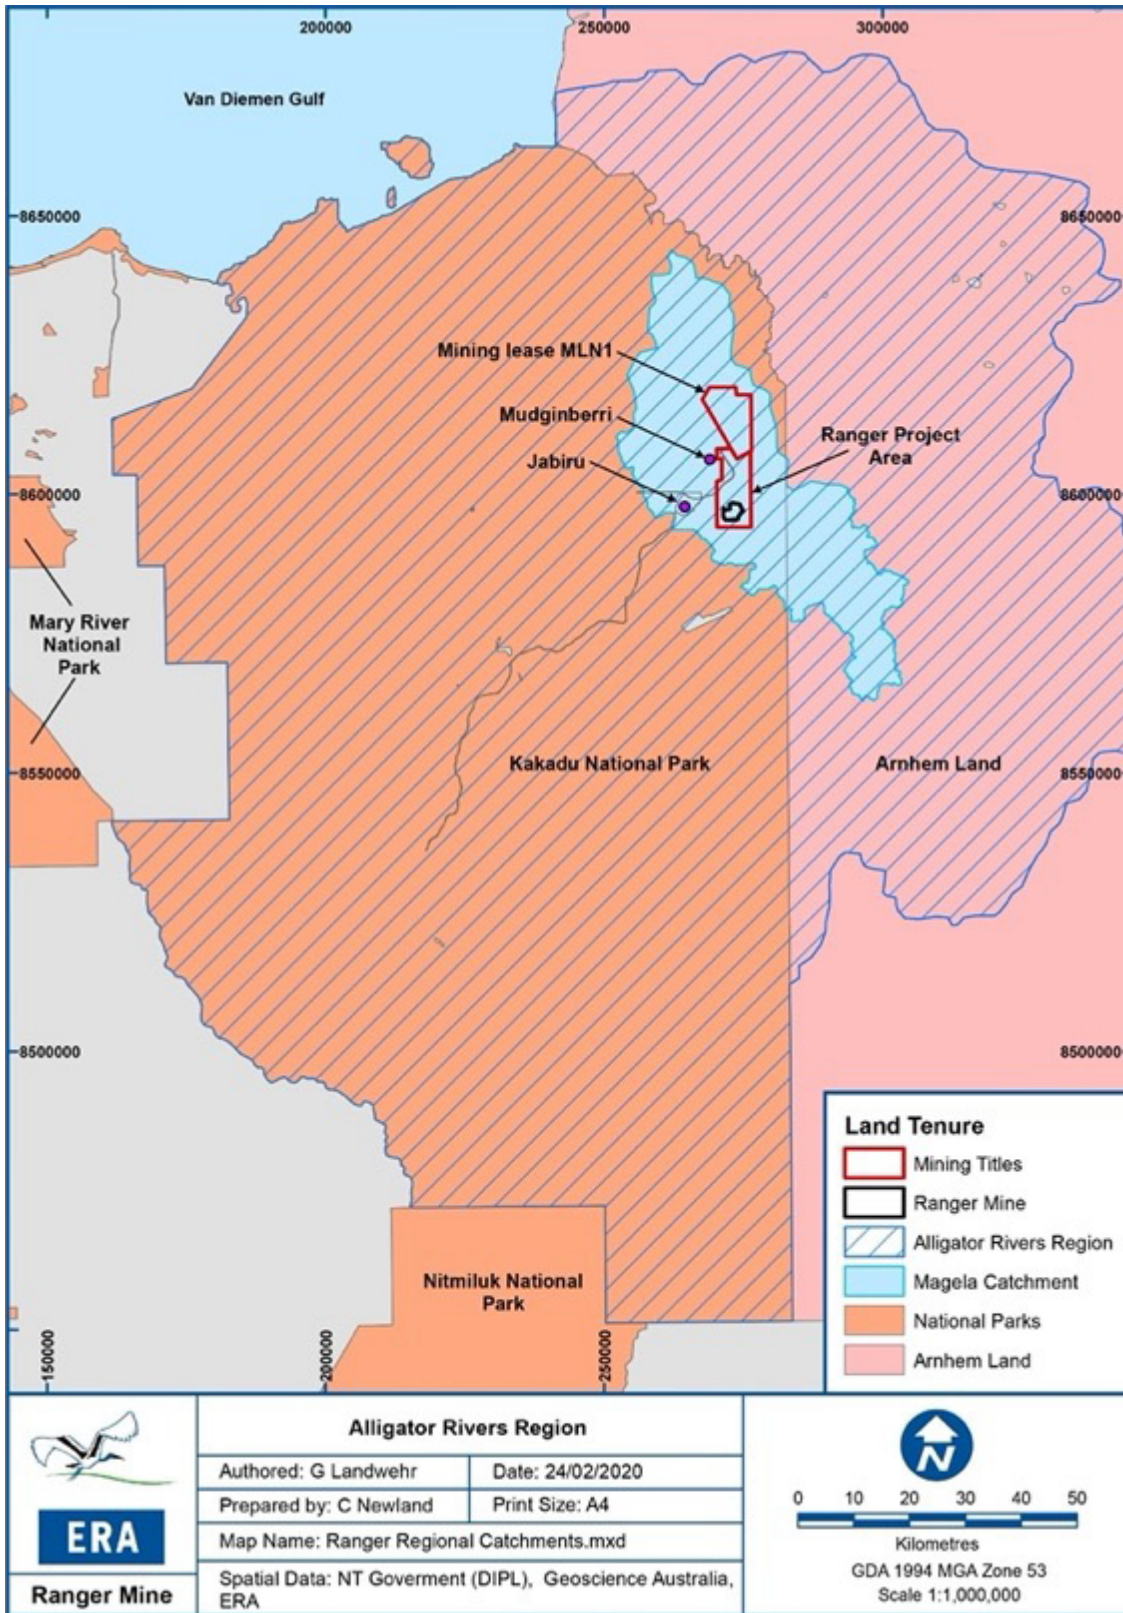 200000
250000
300000
Van Diemen Gulf
8650000
8650000
Mining lease MLN1
Mudginberri
Ranger Project
Area
Jabiru
8600000
8600000
Mary River
National
Park
Kakadu National Park
Arnhem Land
8550000
8550000
8500000
8500000
Nitmiluk National
Park
150000
200000
250000
Land Tenure
Mining Titles
Ranger Mine
Alligator Rivers Region
Magela Catchment
National Parks
Arnhem Land
ERA
Ranger Mine
Alligator Rivers Region
Authored: G Landwehr
Date: 24/02/2020
Prepared by: C Newland
Print Size: A4
Map Name: Ranger Regional Catchments.mxd
Spatial Data: NT Goverment (DIPL), Geoscience Australia,
ERA
N
0 10 20 30 40 50
Kilometres
GDA 1994 MGA Zone 53
Scale 1:1,000,000